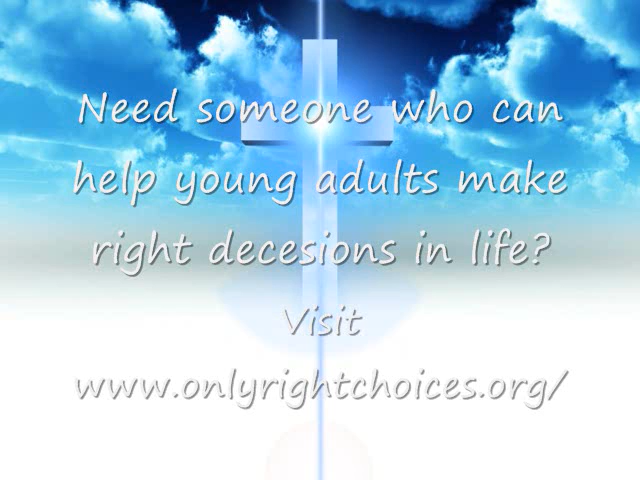 Need someone who can
help young adults make
right decesions in life?
Visit
www.onlyrightchoices.org/